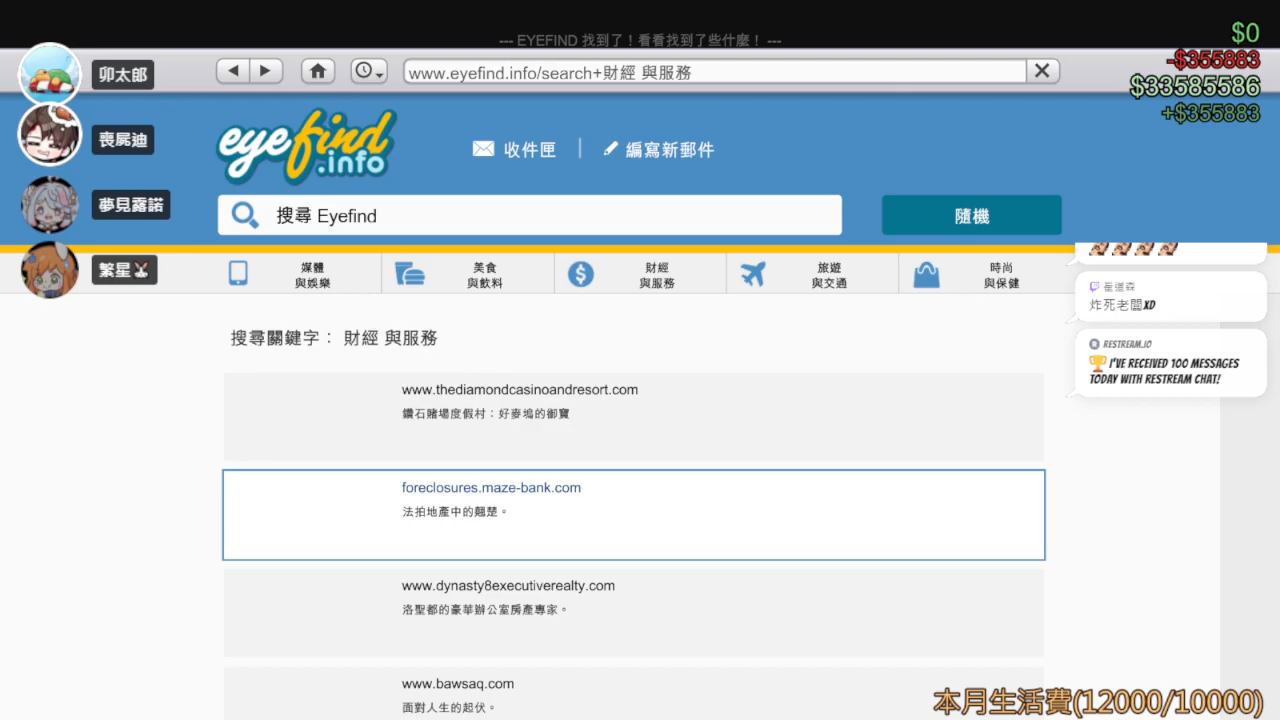 --- EYEFIND 找到了！看看找到了些什麼！ ---
$0
-$355883
$33585586
+$355883
卯太郎
www.eyefind.info/search+財經 與服務
喪屍迪
eyefind
.info
收件匣
編寫新郵件
夢見露諾
搜尋 Eyefind
隨機
繁星
媒體
與娛樂
美食
與飲料
財經
與服務
旅遊
與交通
時尚
與保健
星道森
炸死老闆XD
RESTREAM.IO
I'VE RECEIVED 100 MESSAGES
TODAY WITH RESTREAM CHAT!
搜尋關鍵字： 財經 與服務
www.thediamondcasinoandresort.com
鑽石賭場度假村：好麥塢的御寶
foreclosures.maze-bank.com
法拍地產中的翹楚。
www.dynasty8executiverealty.com
洛聖都的豪華辦公室房產專家。
www.bawsaq.com
面對人生的起伏。
本月生活費(12000/10000)